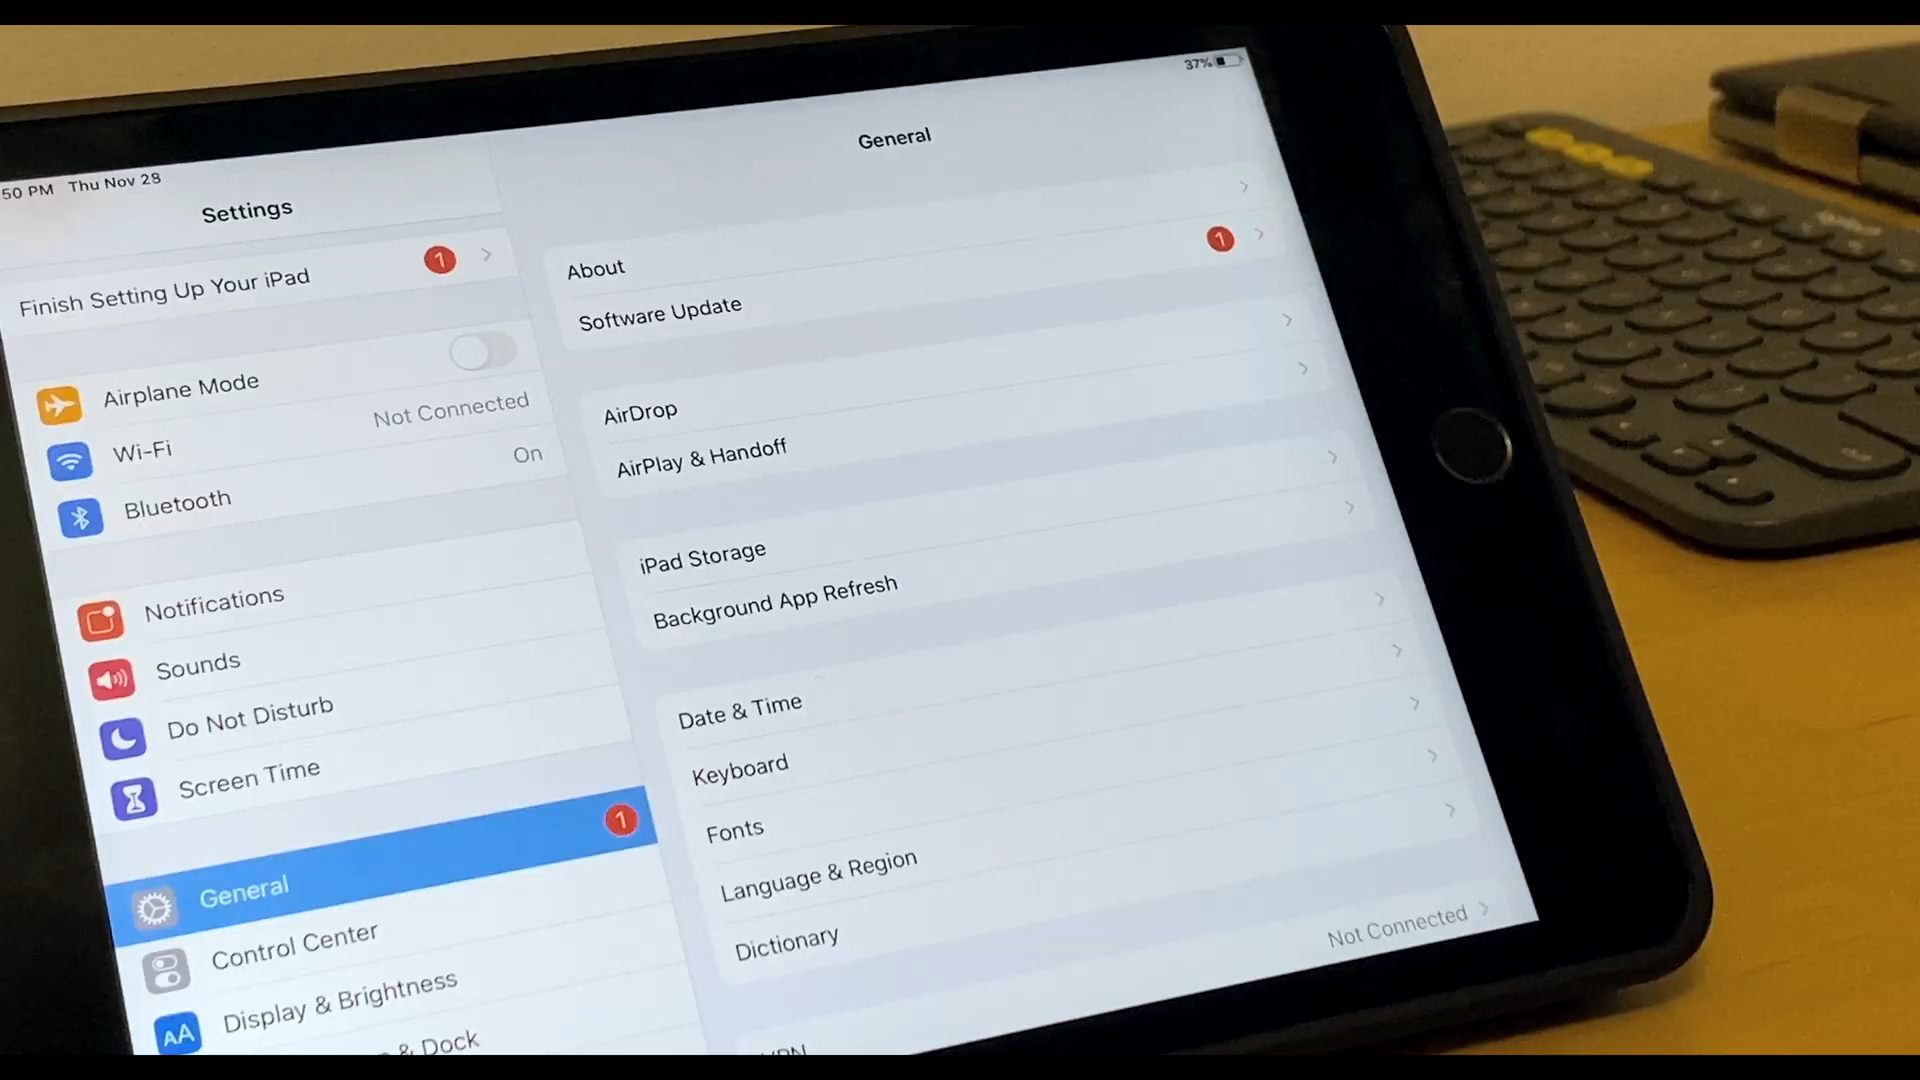 37%
50 PM Thu Nov 28
Settings
Finish Setting Up Your iPad 1
Airplane Mode
Wi-Fi Not Connected
Bluetooth On
Notifications
Sounds
Do Not Disturb
Screen Time
General 1
Control Center
AA Display & Brightness
& Dock
General
About
Software Update 1
AirDrop
AirPlay & Handoff
iPad Storage
Background App Refresh
Date & Time
Keyboard
Fonts
Language & Region
Dictionary
Not Connected
VPN